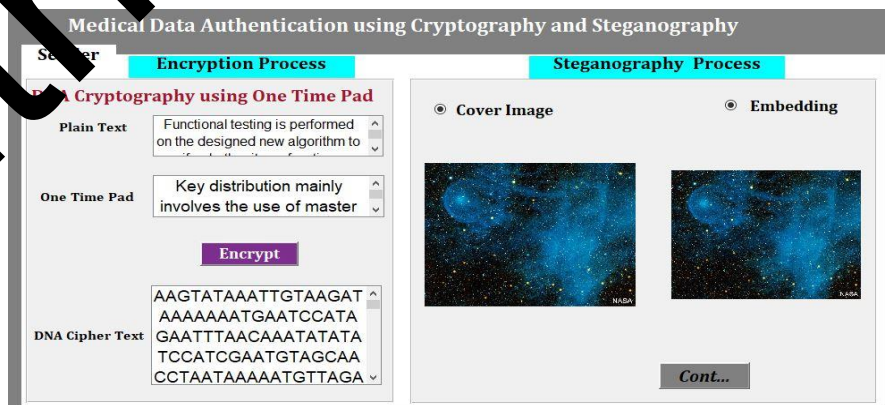 Medical Data Authentication using Cryptography and Steganography
Encryption Process
Steganography Process
Cryptography using One Time Pad
Cover Image
Embedding
Plain Text
Functional testing is performed
on the designed new algorithm to
One Time Pad
Key distribution mainly
involves the use of master
Encrypt
DNA Cipher Text
AAGTATAAATTGTAAGAT
AAAAAAATGAATCCATA
GAATTTAACAAATATATA
TCCATCGAATGTAGCAA
CCTAATAAAAATGTTAGA
NASA
NASA
Cont...